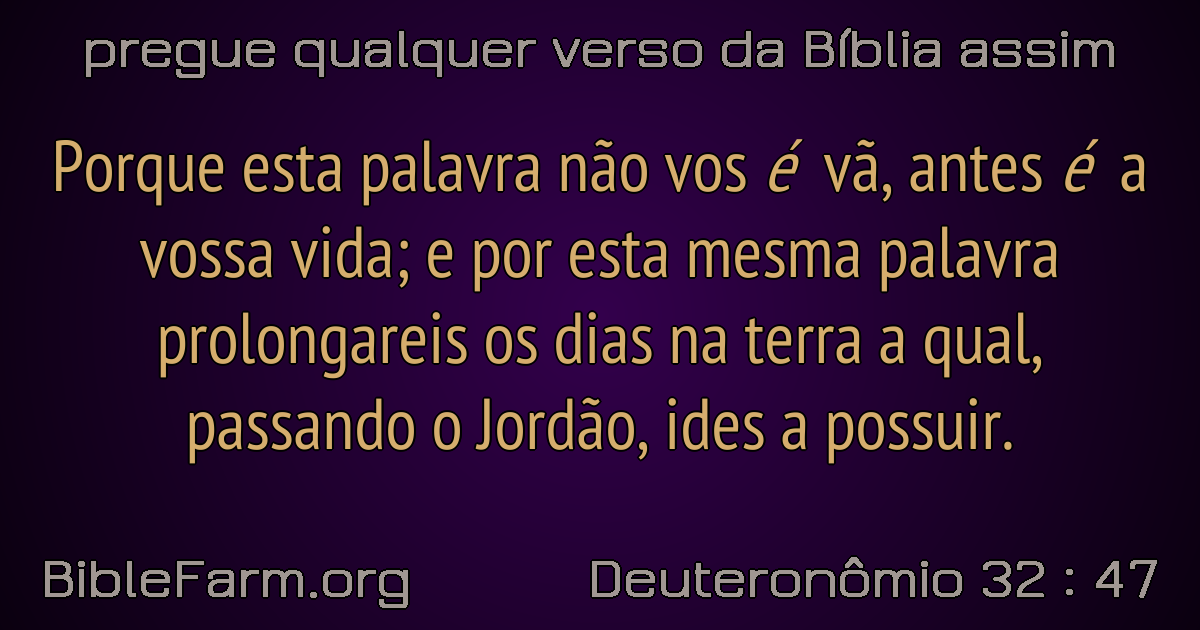 pregue qualquer verso da Bíblia assim
Porque esta palavra não vos é vã, antes é a
vossa vida; e por esta mesma palavra
prolongareis os dias na terra a qual,
passando o Jordão, ides a possuir.
BibleFarm.org
Deuteronômio 32 : 47